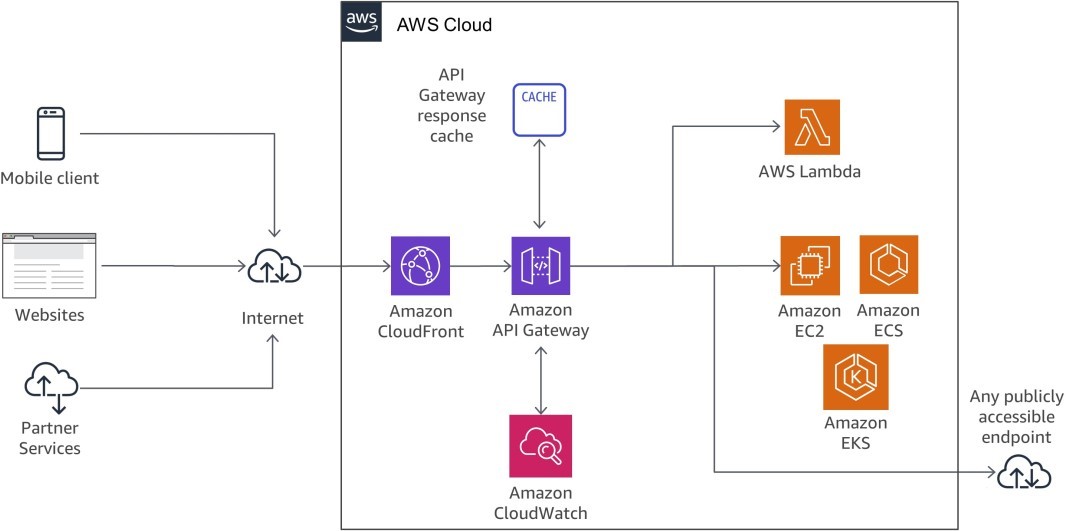 aws
AWS Cloud
API
Gateway
response
cache
CACHE
Mobile client
AWS Lambda
Websites
Internet
Amazon
CloudFront
Amazon
API Gateway
</>
Amazon
EC2
Amazon
ECS
K
Amazon
EKS
Partner
Services
Any publicly
accessible
endpoint
Amazon
CloudWatch